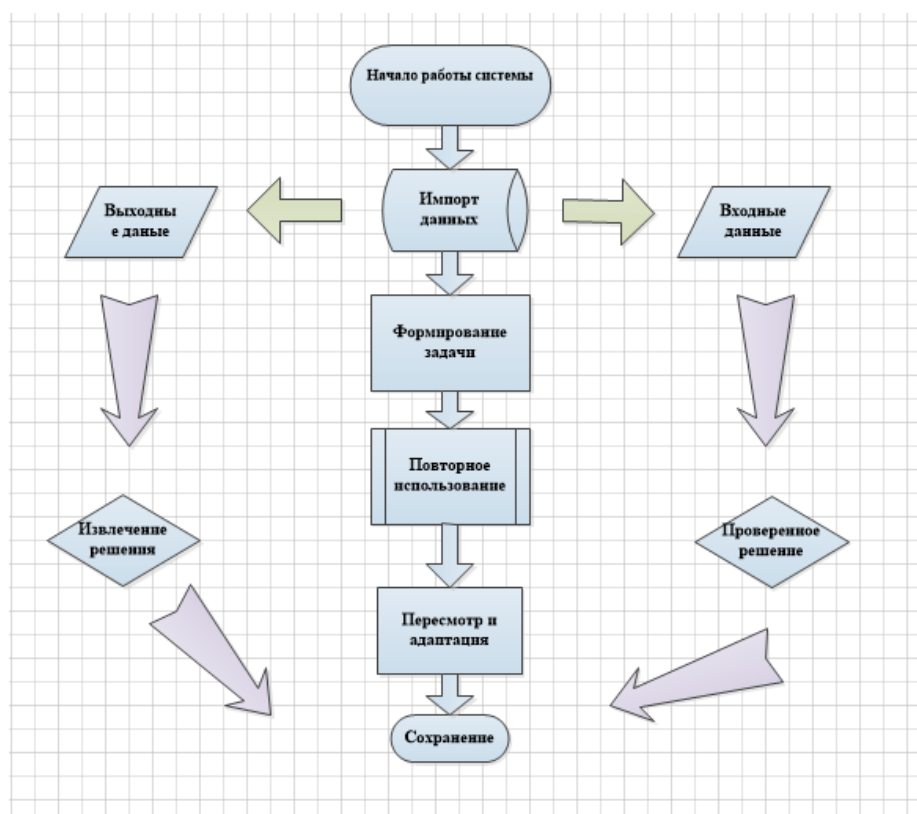 Начало работы системы
Импорт
данных
Выходны
е даные
Входные
данные
Формирование
задачи
Повторное
использование
Извлечение
решения
Проверенное
решение
Пересмотр и
адаптация
Сохранение